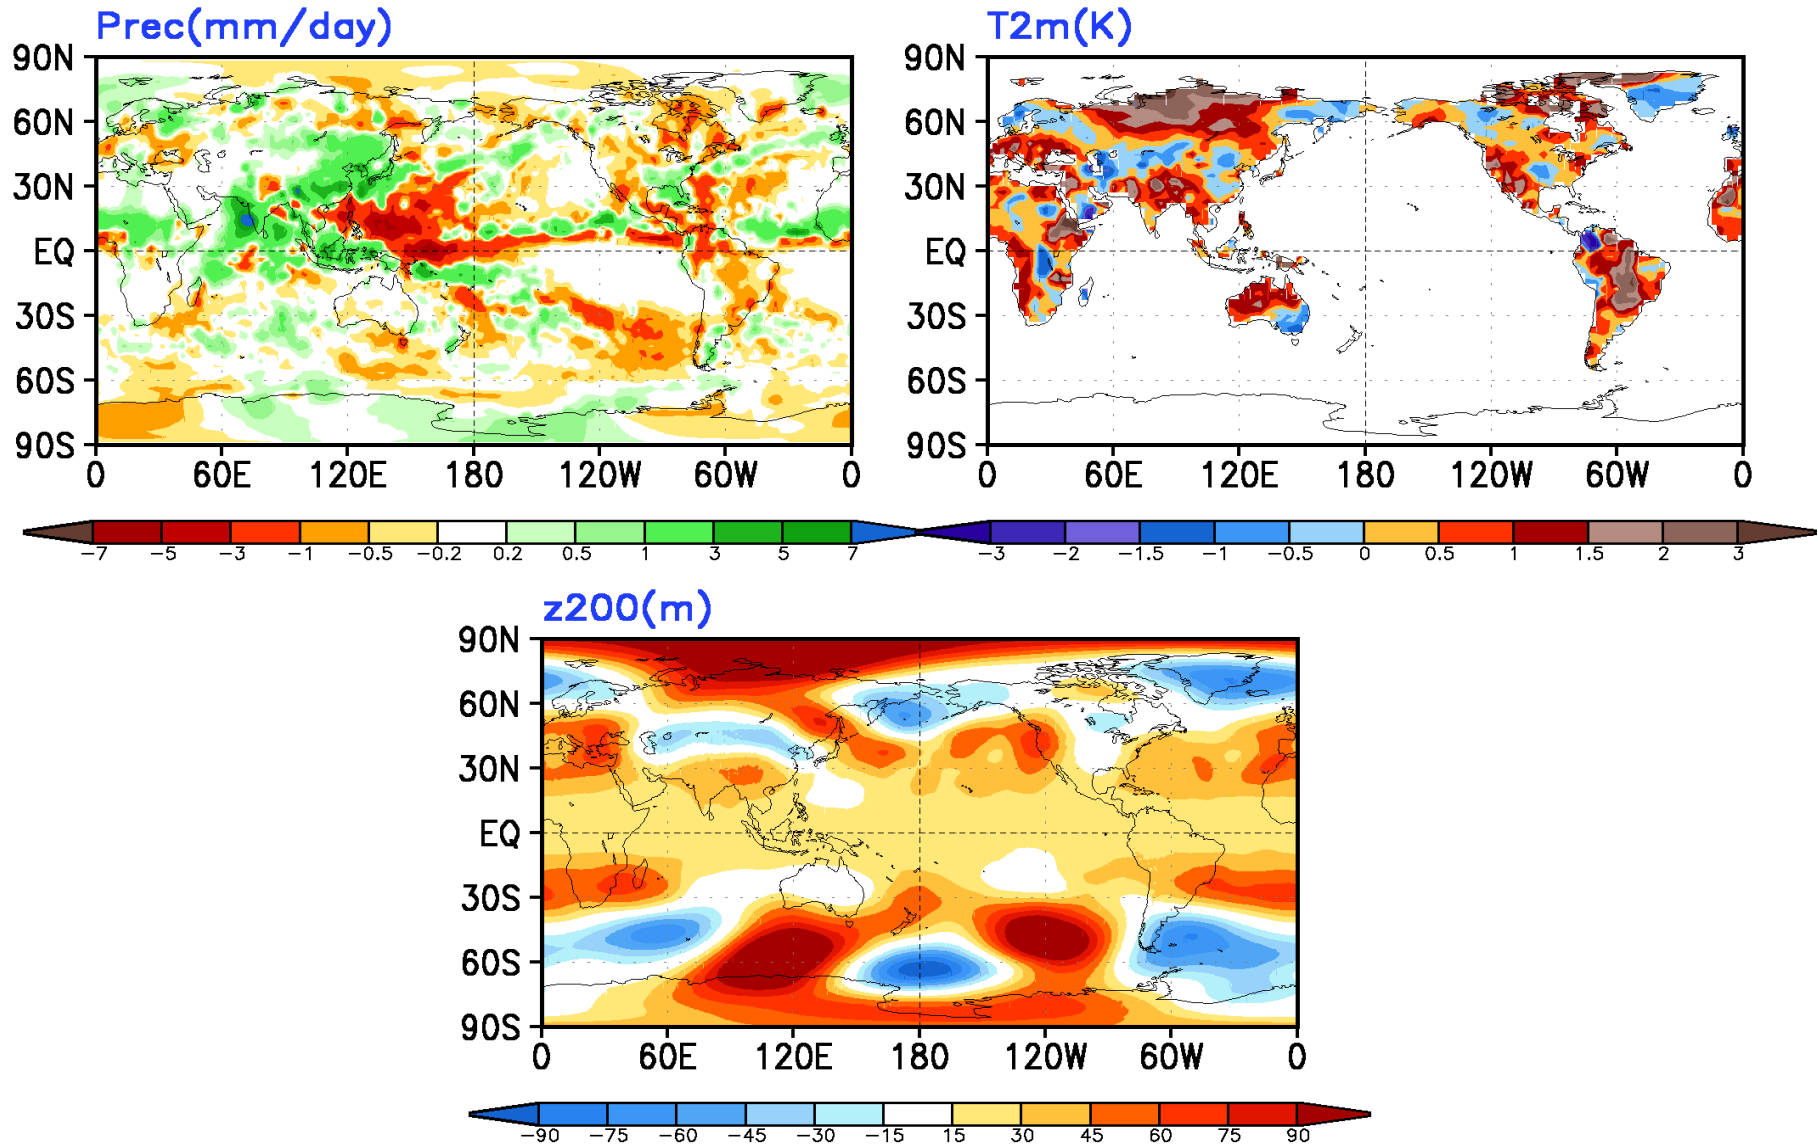 Prec(mm/day)
90N
60N
30N
EQ
30S
60S
90S
0 60E 120E 180 120W 60W 0
-7 -5 -3 -1 -0.5 -0.2 0.2 0.5 1 3 5 7
T2m(K)
90N
60N
30N
EQ
30S
60S
90S
0 60E 120E 180 120W 60W 0
-3 -2 -1.5 -1 -0.5 0 0.5 1 1.5 2 3
z200(m)
90N
60N
30N
EQ
30S
60S
90S
0 60E 120E 180 120W 60W 0
-90 -75 -60 -45 -30 -15 15 30 45 60 75 90